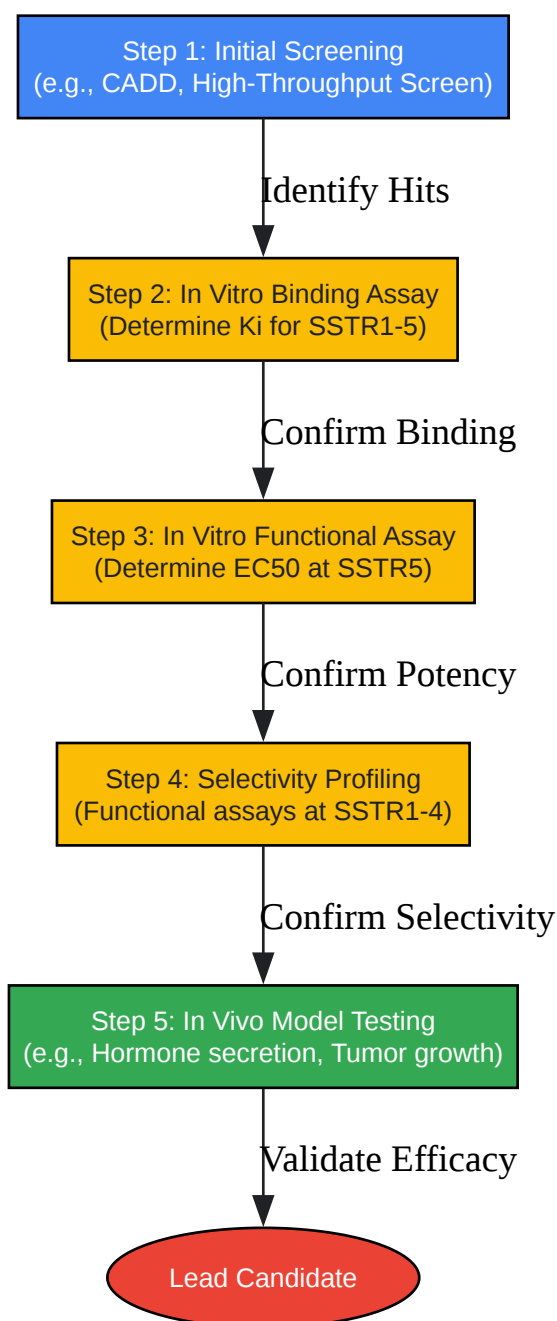 Step 1: Initial Screening
(e.g., CADD, High-Throughput Screen)
Identify Hits
Step 2: In Vitro Binding Assay
(Determine Ki for SSTR1-5)
Confirm Binding
Step 3: In Vitro Functional Assay
(Determine EC50 at SSTR5)
Confirm Potency
Step 4: Selectivity Profiling
(Functional assays at SSTR1-4)
Confirm Selectivity
Step 5: In Vivo Model Testing
(e.g., Hormone secretion, Tumor growth)
Validate Efficacy
Lead Candidate